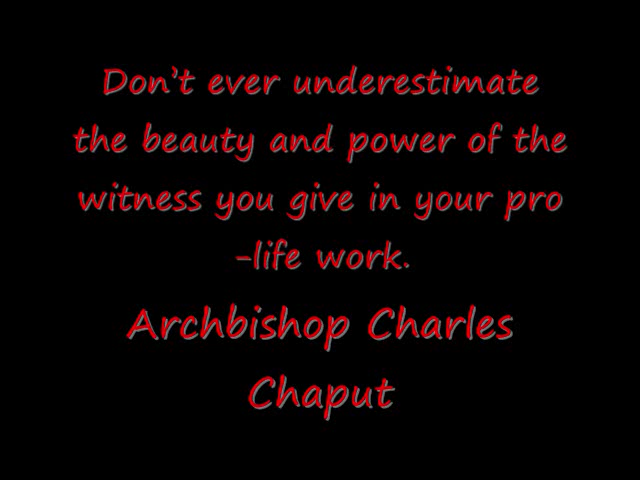 Don't ever underestimate
the beauty and power of the
witness you give in your pro
-life work.
Archbishop Charles
Chaput